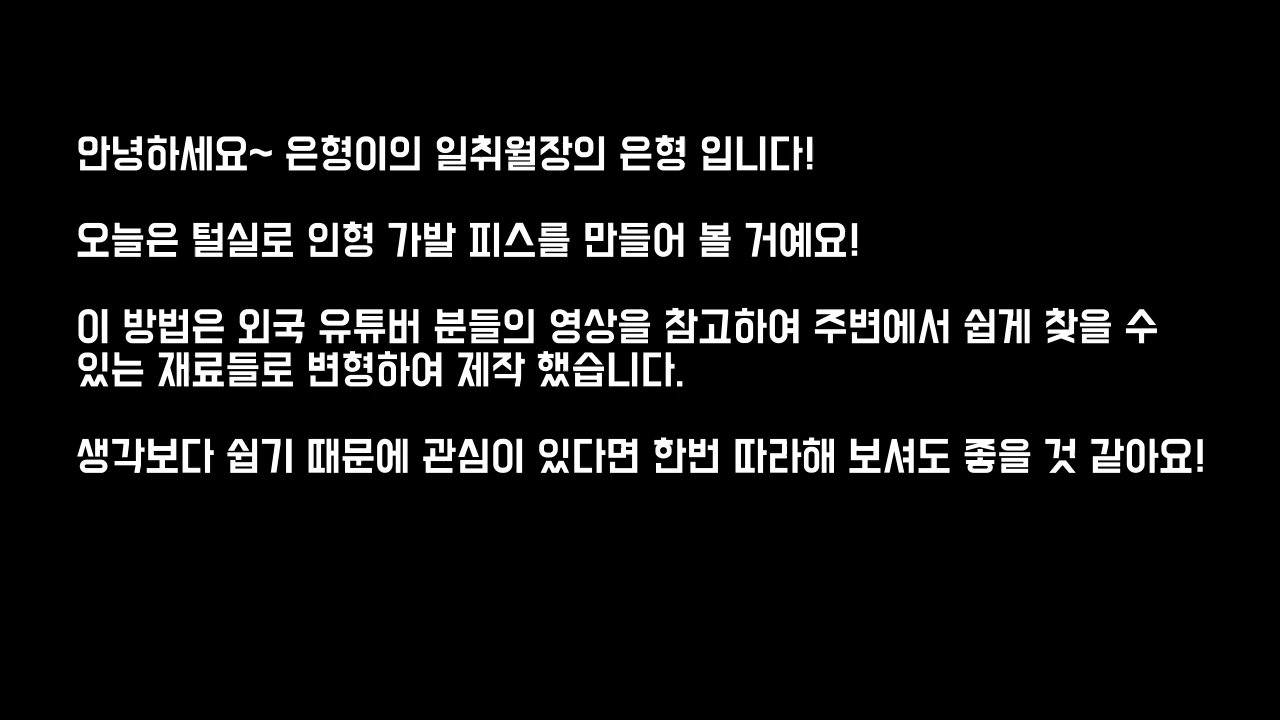 안녕하세요~ 은형이의 일취월장의 은형 입니다!
오늘은 털실로 인형 가발 피스를 만들어 볼 거예요!
이 방법은 외국 유튜버 분들의 영상을 참고하여 주변에서 쉽게 찾을 수
있는 재료들로 변형하여 제작 했습니다.
생각보다 쉽기 때문에 관심이 있다면 한번 따라해 보셔도 좋을 것 같아요!